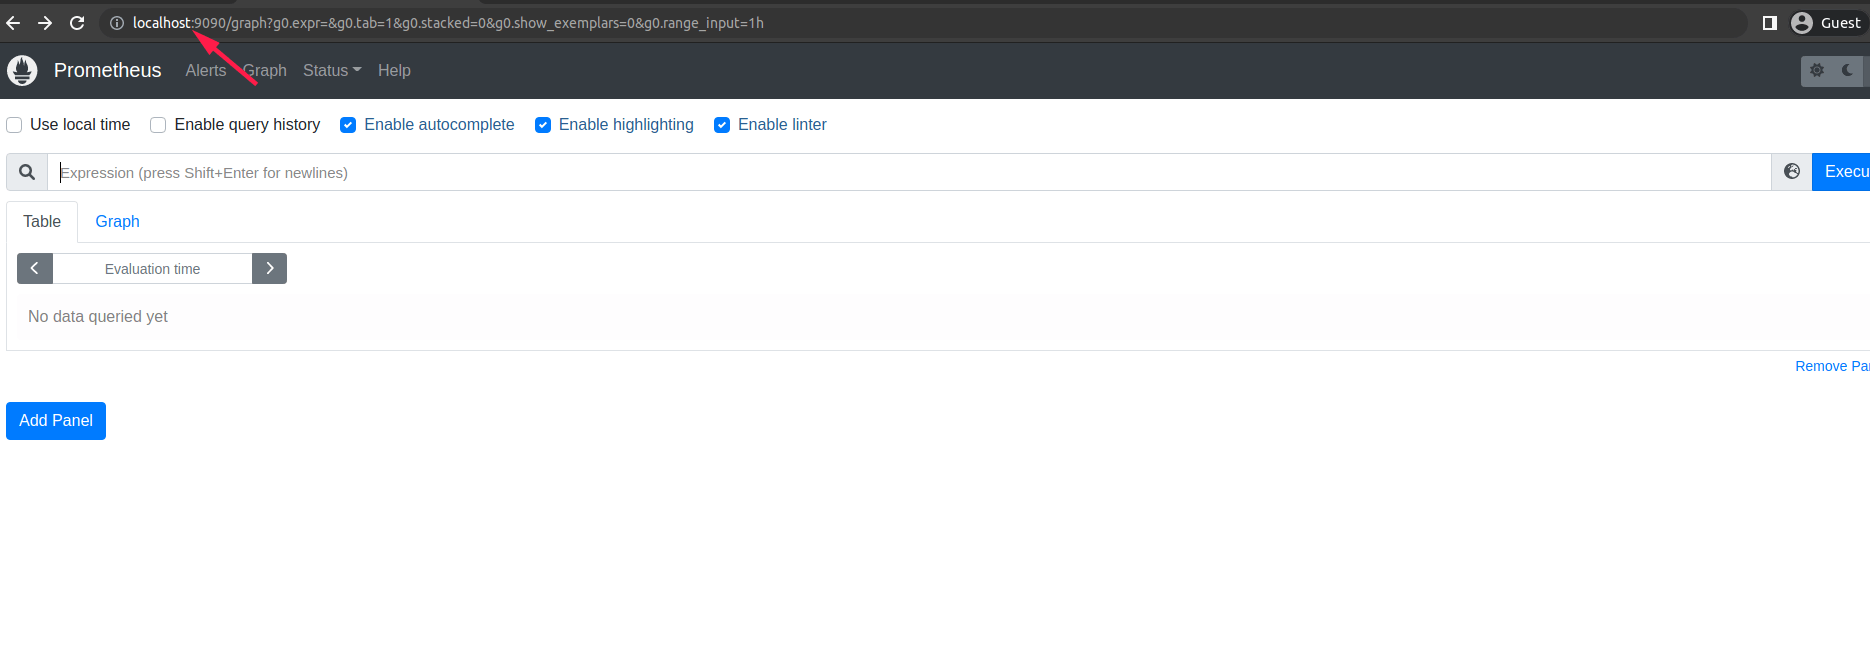 localhost:9090/graph?g0.expr=&g0.tab=1&g0.stacked=0&g0.show_exemplars=0&g0.range_input=1h Guest
Prometheus Alerts Graph Status Help
Use local time Enable query history Enable autocomplete Enable highlighting Enable linter
Expression (press Shift+Enter for newlines) Execu
Table Graph
Evaluation time
No data queried yet
Remove Pa
Add Panel